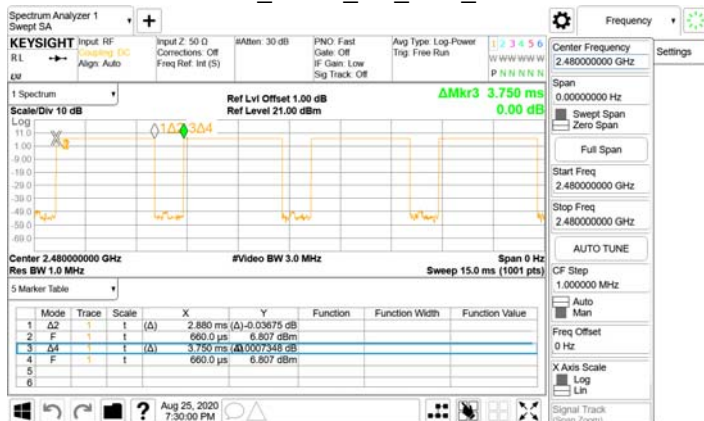 Spectrum Analyzer 1
Swept SA
Frequency
KEYSIGHT
RL
Input: RF
Coupling: DC
Align: Auto
Input Z: 50 Ω
Corrections: Off
Freq Ref: Int (S)
#Atten: 30 dB
PNO: Fast
Gate: Off
IF Gain: Low
Sig Track: Off
Avg Type: Log-Power
Trig: Free Run
1 2 3 4 5 6
W W W W W W
P N N N N N
1 Spectrum
Scale/Div 10 dB
Ref Lvl Offset 1.00 dB
Ref Level 21.00 dBm
ΔMkr3 3.750 ms
0.00 dB
Log
11.0
1.00
-9.00
-19.0
-29.0
-39.0
-49.0
-59.0
-69.0
Center 2.480000000 GHz
Res BW 1.0 MHz
#Video BW 3.0 MHz
Span 0 Hz
Sweep 15.0 ms (1001 pts)
5 Marker Table
Mode Trace Scale X Y Function Function Width Function Value
1 Δ2 1 t (Δ) 2.880 ms (Δ) -0.03675 dB
2 F 1 t 660.0 µs 6.807 dBm
3 Δ4 1 t (Δ) 3.750 ms (Δ) 0.0007348 dB
4 F 1 t 660.0 µs 6.807 dBm
5
6
Aug 25, 2020
7:30:00 PM
Center Frequency
2.480000000 GHz
Settings
Span
0.00000000 Hz
Swept Span
Zero Span
Full Span
Start Freq
2.480000000 GHz
Stop Freq
2.480000000 GHz
AUTO TUNE
CF Step
1.000000 MHz
Auto
Man
Freq Offset
0 Hz
X Axis Scale
Log
Lin
Signal Track
(Span Zoom)